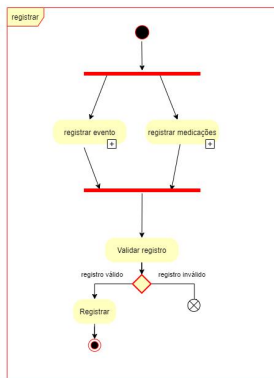 registrar
registrar evento
registrar medicações
Validar registro
registro válido
registro inválido
Registrar